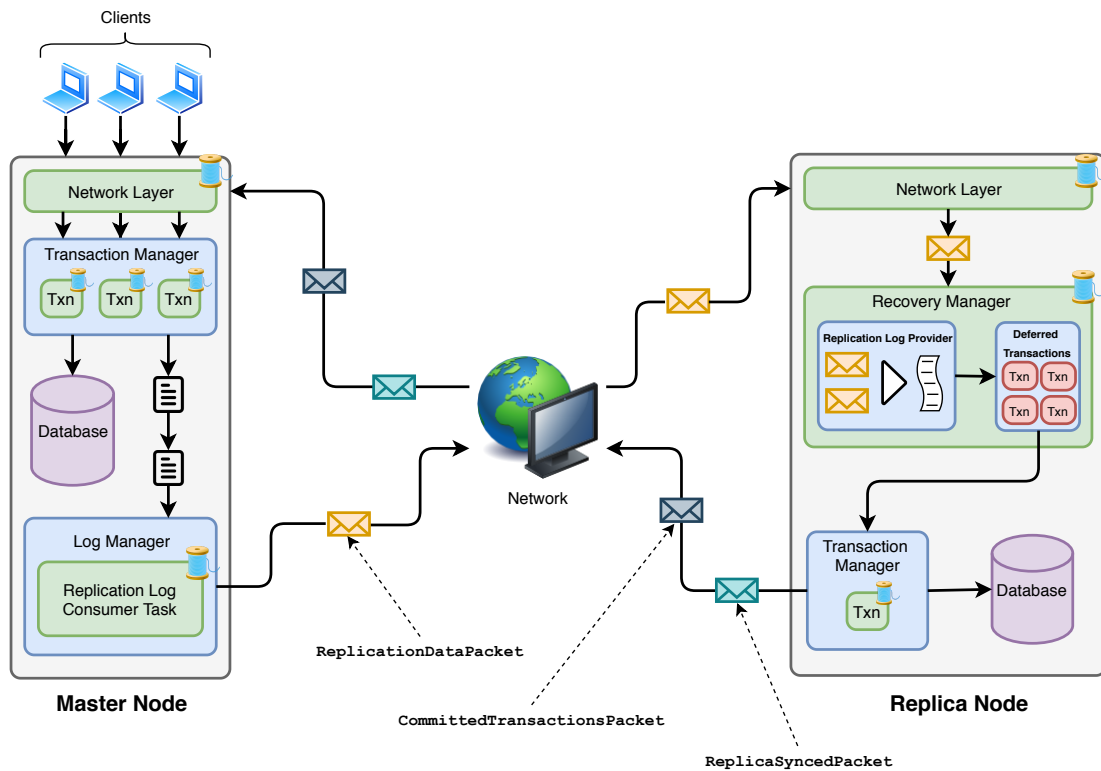 Clients
Network Layer
Transaction Manager
Txn
Txn
Txn
Database
Log Manager
Replication Log
Consumer Task
Master Node
Network
ReplicationDataPacket
CommittedTransactionsPacket
ReplicaSyncedPacket
Network Layer
Recovery Manager
Replication Log Provider
Deferred
Transactions
Txn
Txn
Txn
Txn
Transaction
Manager
Txn
Database
Replica Node